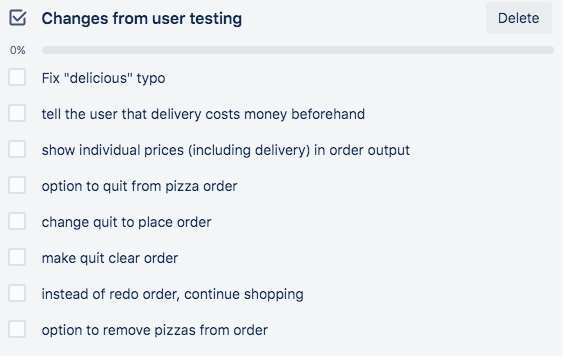 Changes from user testing
Delete
0%
Fix "delicious" typo
tell the user that delivery costs money beforehand
show individual prices (including delivery) in order output
option to quit from pizza order
change quit to place order
make quit clear order
instead of redo order, continue shopping
option to remove pizzas from order